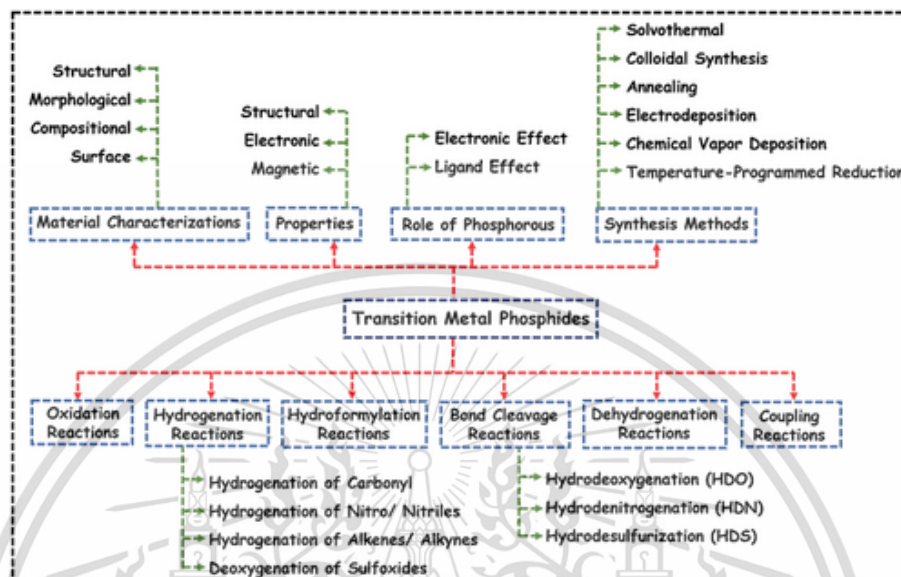 Structural
Morphological
Compositional
Surface
Material Characterizations
Structural
Electronic
Magnetic
Properties
Electronic Effect
Ligand Effect
Role of Phosphorous
Solvothermal
Colloidal Synthesis
Annealing
Electrodeposition
Chemical Vapor Deposition
Temperature-Programmed Reduction
Synthesis Methods
Transition Metal Phosphides
Oxidation
Reactions
Hydrogenation
Reactions
Hydrogenation of Carbonyl
Hydrogenation of Nitro/ Nitriles
Hydrogenation of Alkenes/ Alkynes
Deoxygenation of Sulfoxides
Hydroformylation
Reactions
Bond Cleavage
Reactions
Hydrodeoxygenation (HDO)
Hydrodenitrogenation (HDN)
Hydrodesulfurization (HDS)
Dehydrogenation
Reactions
Coupling
Reactions